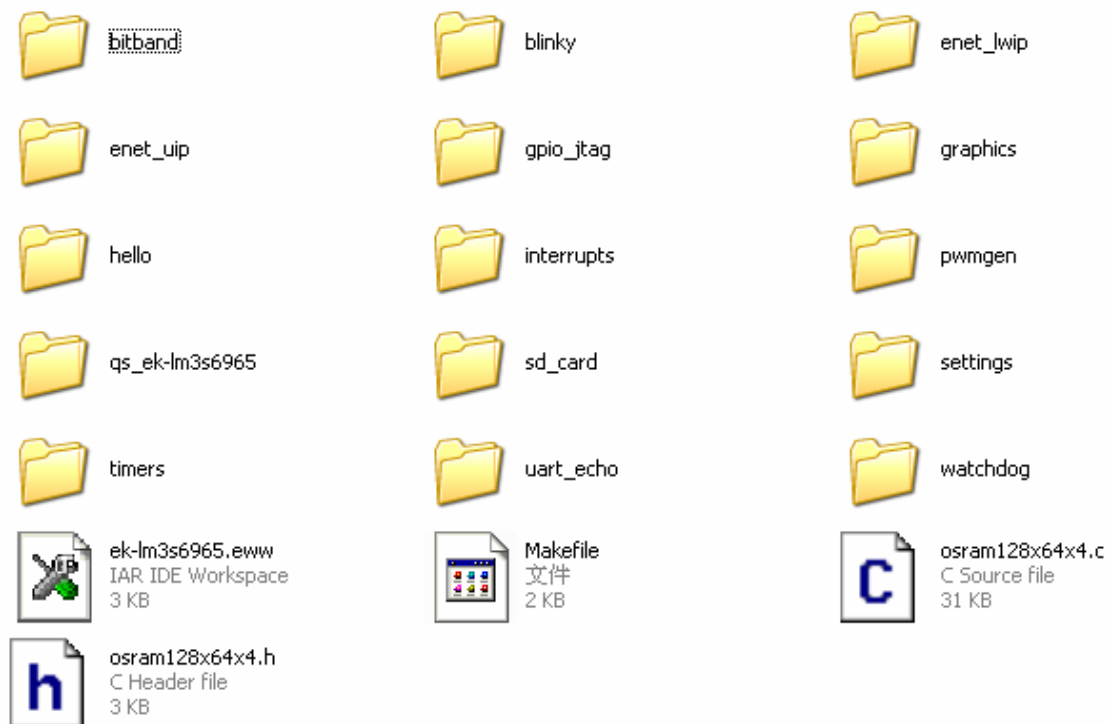 bitband
blinky
enet_lwip
enet_uip
gpio_jtag
graphics
hello
interrupts
pwmgen
qs_ek-lm3s6965
sd_card
settings
timers
uart_echo
watchdog
ek-lm3s6965.eww
IAR IDE Workspace
3 KB
Makefile
文件
2 KB
osram128x64x4.c
C Source file
31 KB
osram128x64x4.h
C Header file
3 KB